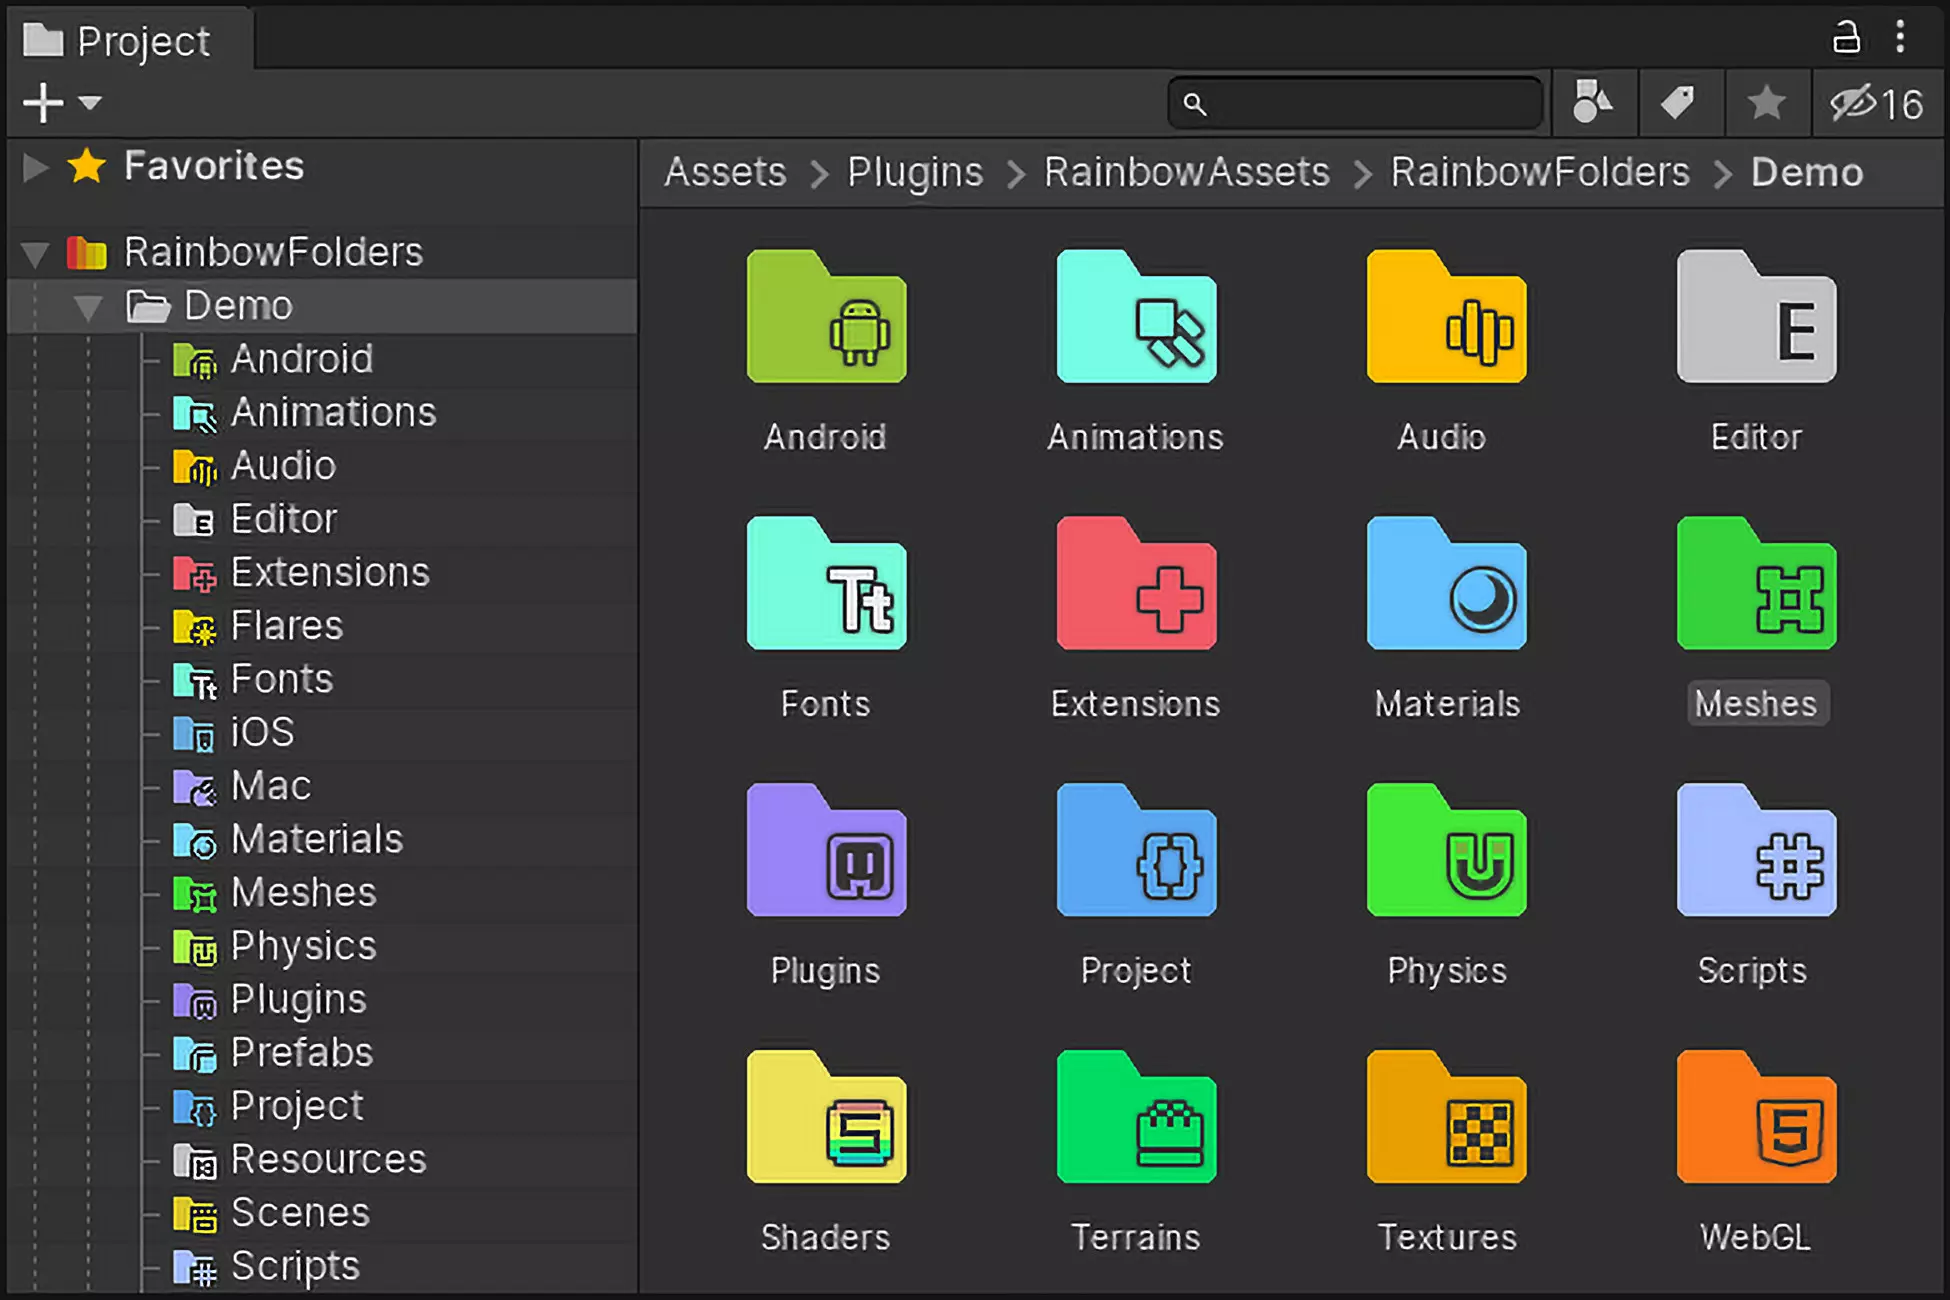 Project
16
Favorites
RainbowFolders
Demo
Android
Animations
Audio
Editor
Extensions
Flares
Fonts
iOS
Mac
Materials
Meshes
Physics
Plugins
Prefabs
Project
Resources
Scenes
Scripts
Assets > Plugins > RainbowAssets > RainbowFolders > Demo
E
Android Animations Audio Editor
Tt
Fonts Extensions Materials Meshes
{} #
Plugins Project Physics Scripts
S 5
Shaders Terrains Textures WebGL